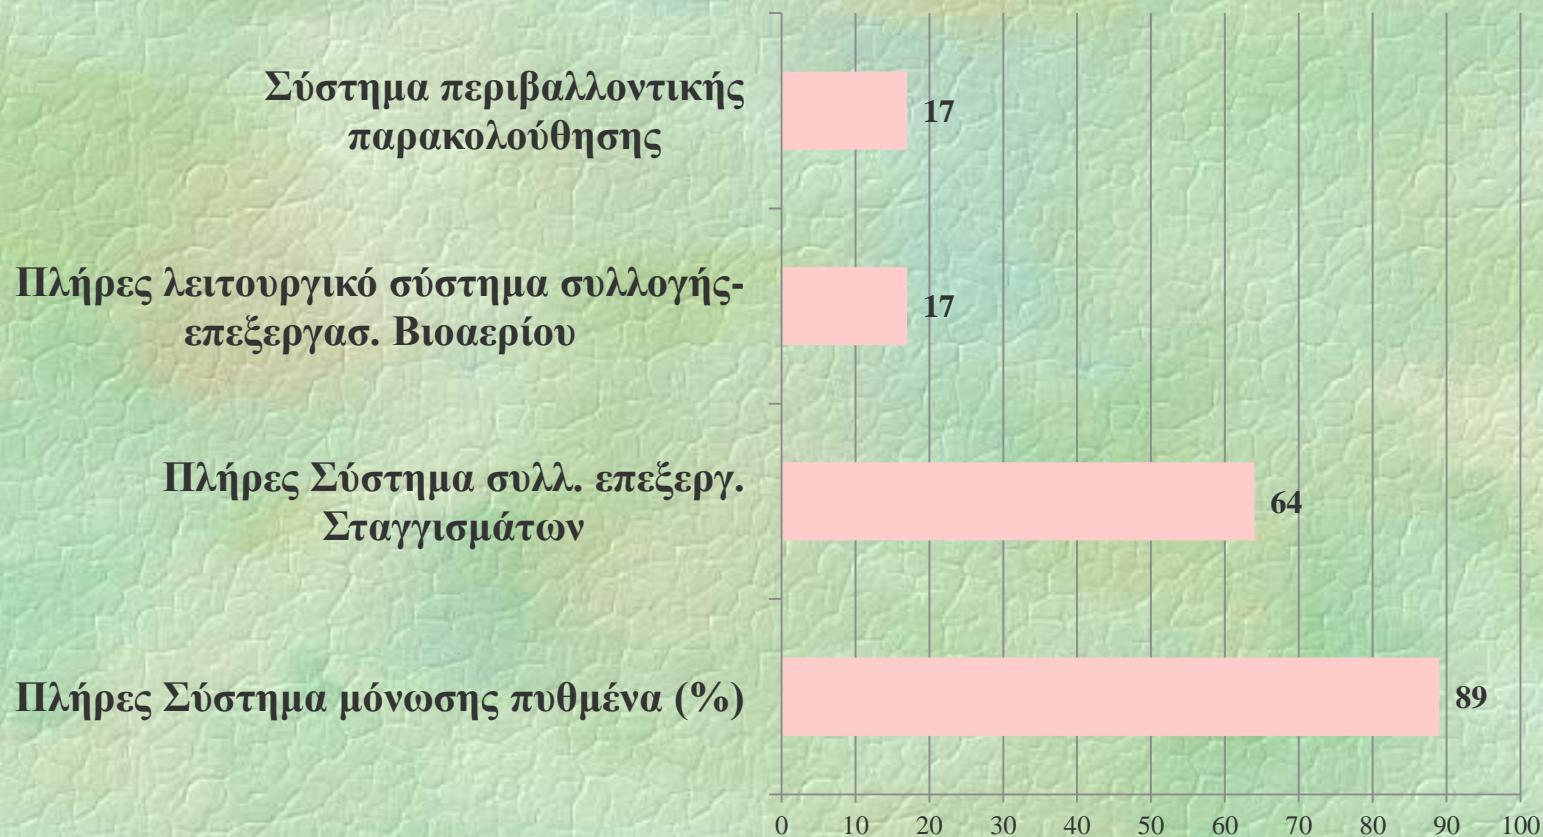 Σύστημα περιβαλλοντικής
παρακολούθησης
17
Πλήρες λειτουργικό σύστημα συλλογής-
επεξεργασ. Βιοαερίου
17
Πλήρες Σύστημα συλλ. επεξεργ.
Σταγγισμάτων
64
Πλήρες Σύστημα μόνωσης πυθμένα (%)
89
0 10 20 30 40 50 60 70 80 90 100